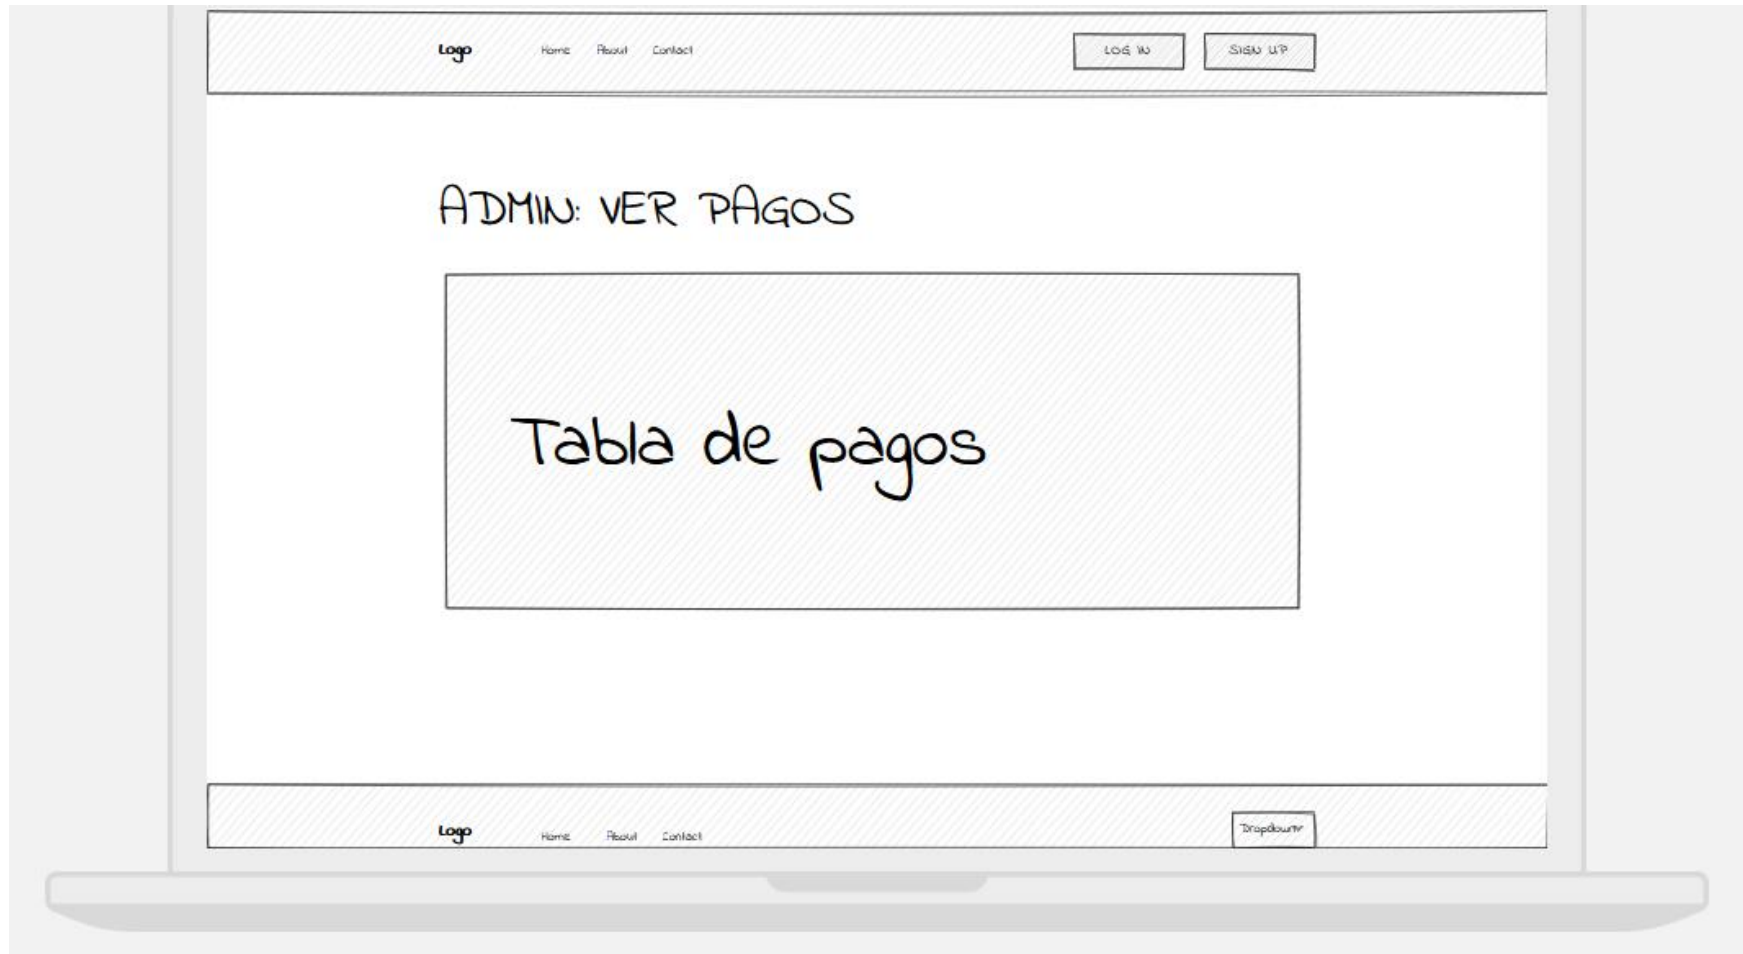 Logo Home About Contact LOG IN SIGN UP
ADMIN: VER PAGOS
Tabla de pagos
Logo Home About Contact Dropdown